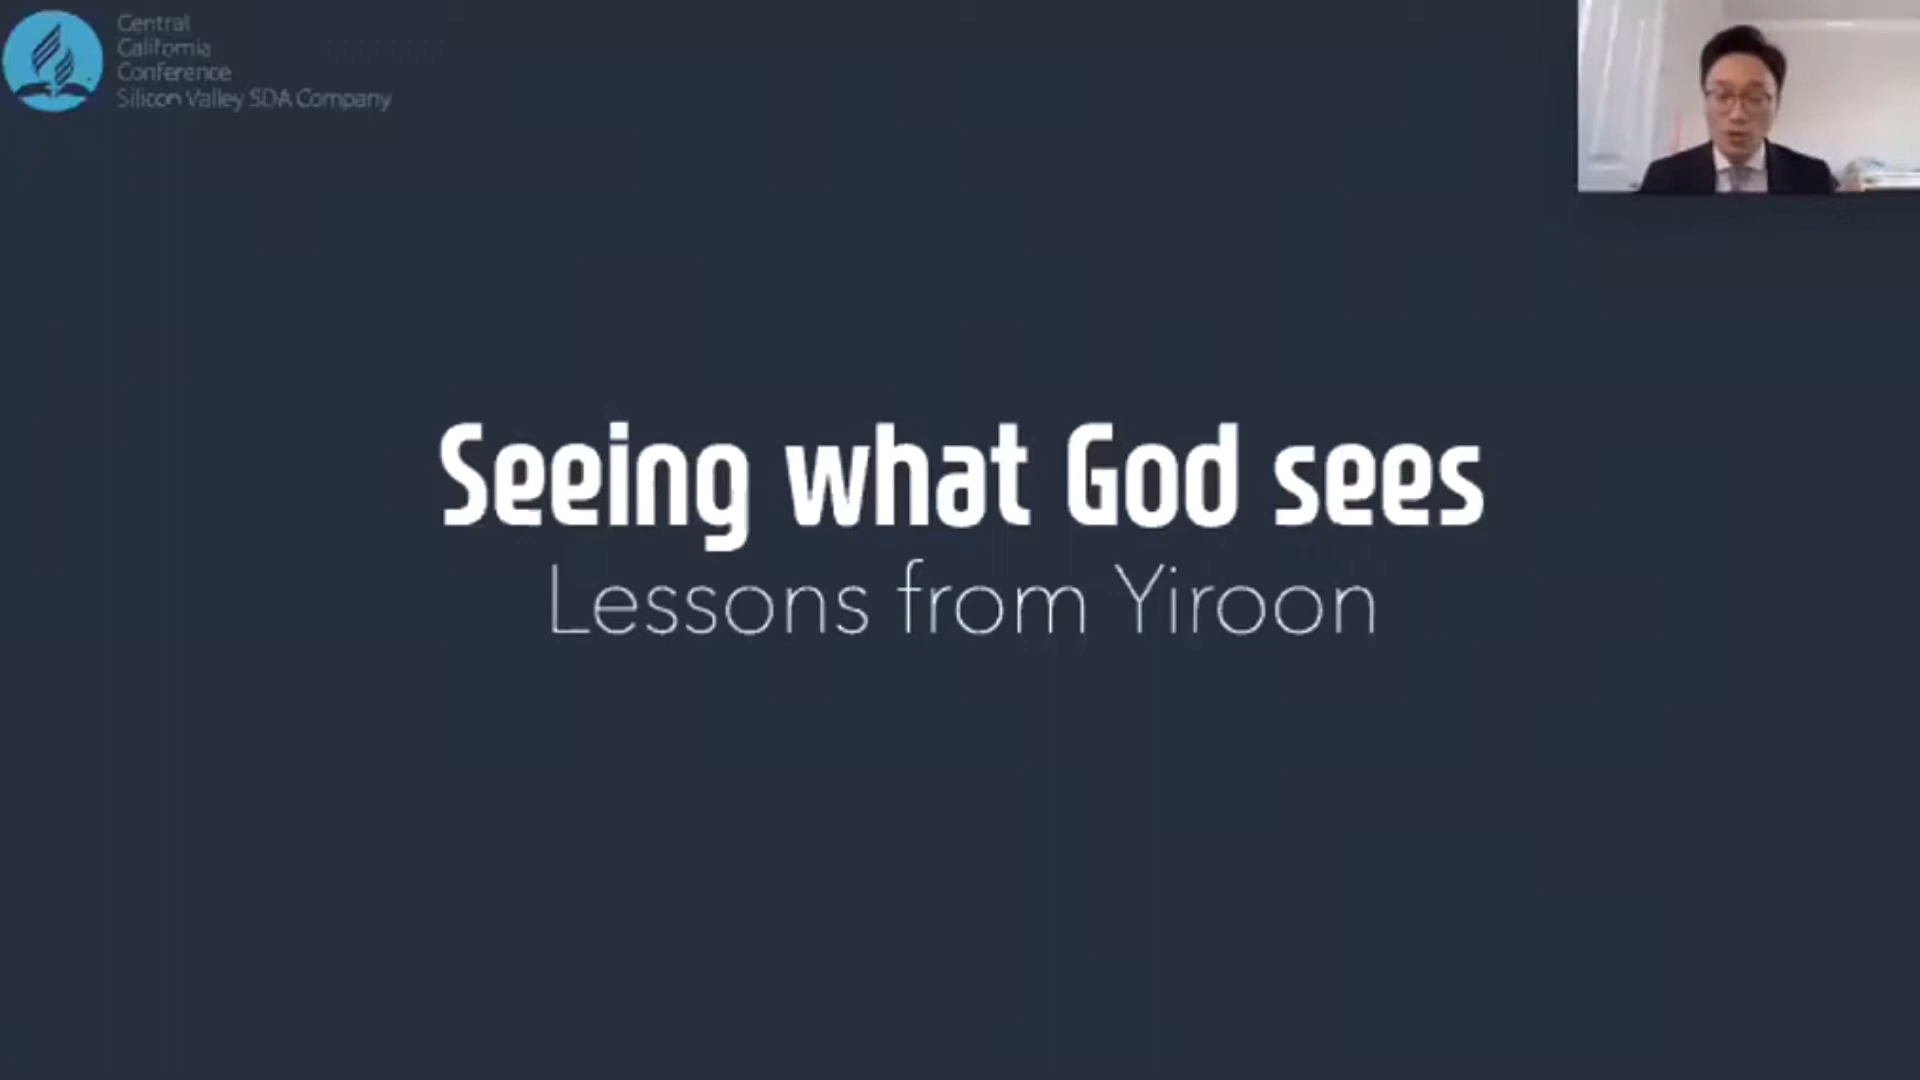 Central
California
Conference
Silicon Valley SDA Company
Seeing what God sees
Lessons from Yiroon